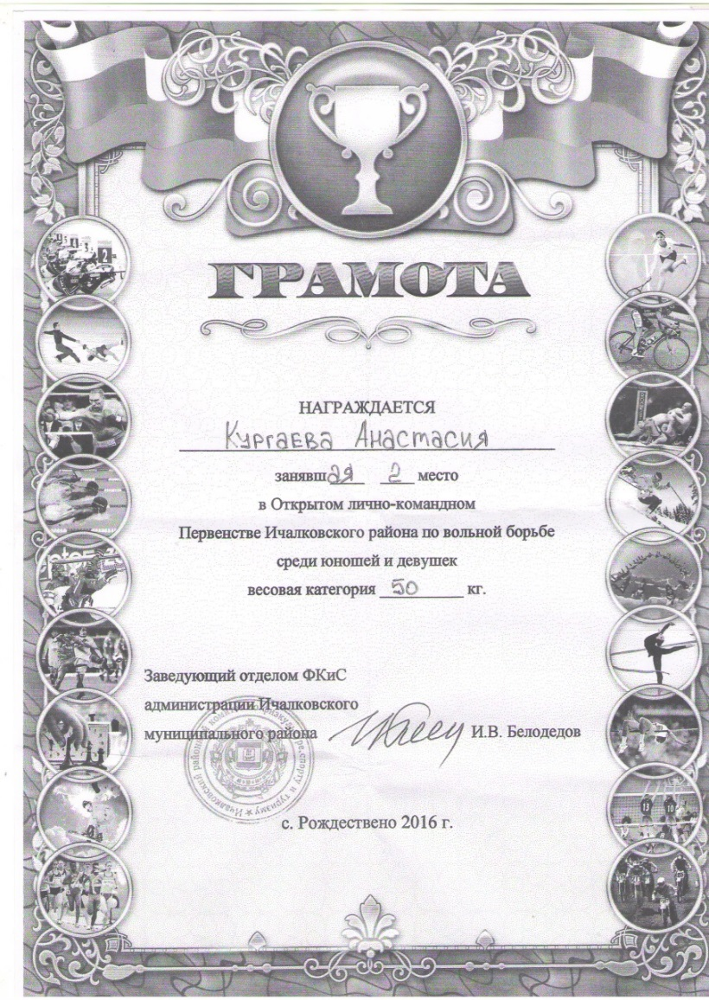 ГРАМОТА
НАГРАЖДАЕТСЯ
Кургаева Анастасия
занявшая 2 место
в Открытом лично-командном
Первенстве Ичалковского района по вольной борьбе
среди юношей и девушек
весовая категория 50 кг.
Заведующий отделом ФКиС
администрации Ичалковского
муниципального района И.В. Белодедов
с. Рождествено 2016 г.